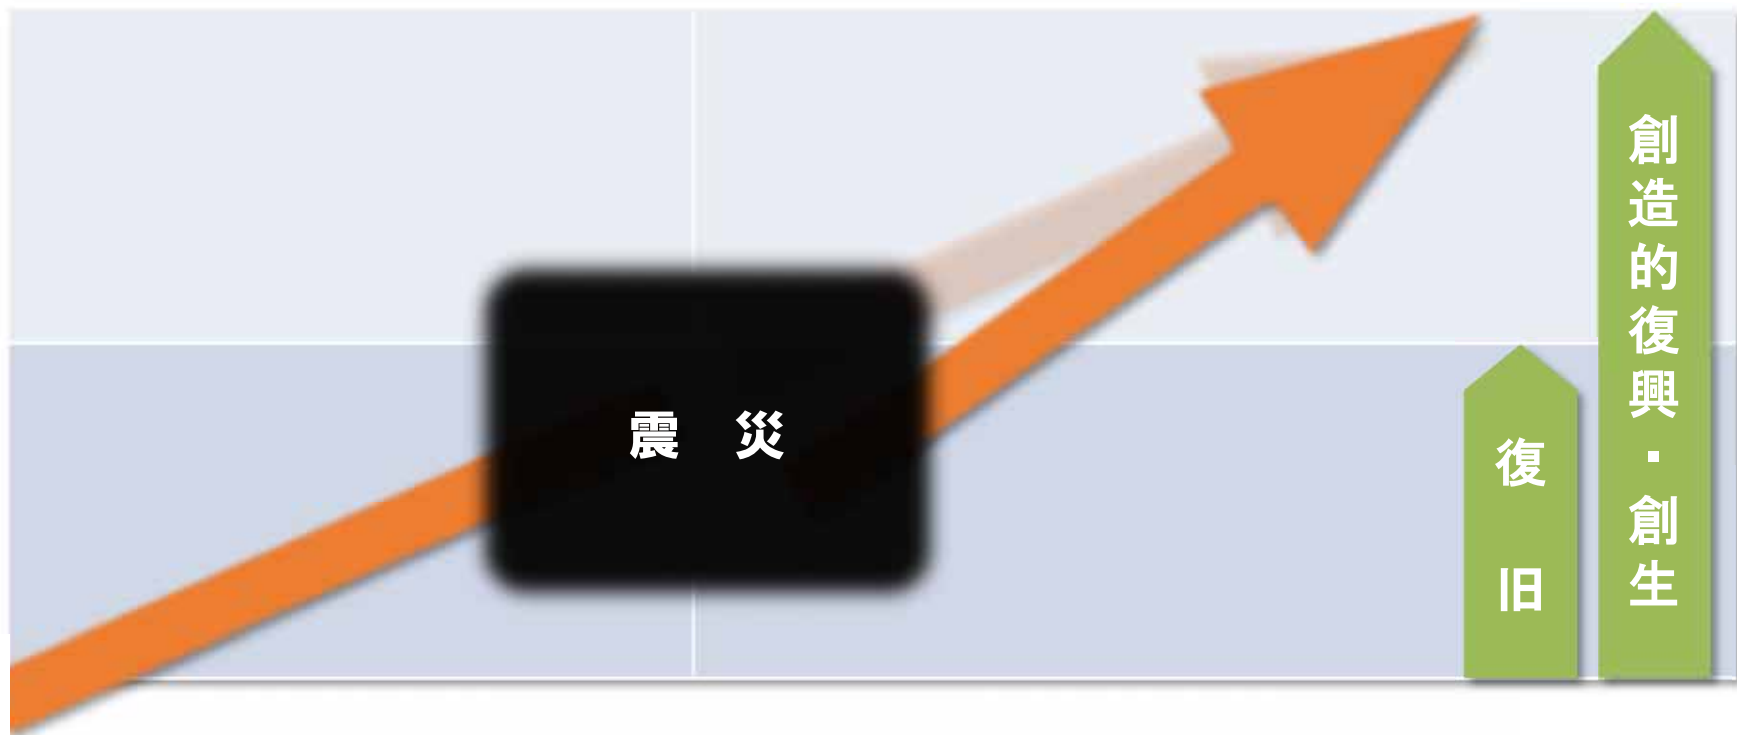 震　災
復　旧
創造的復興・創生